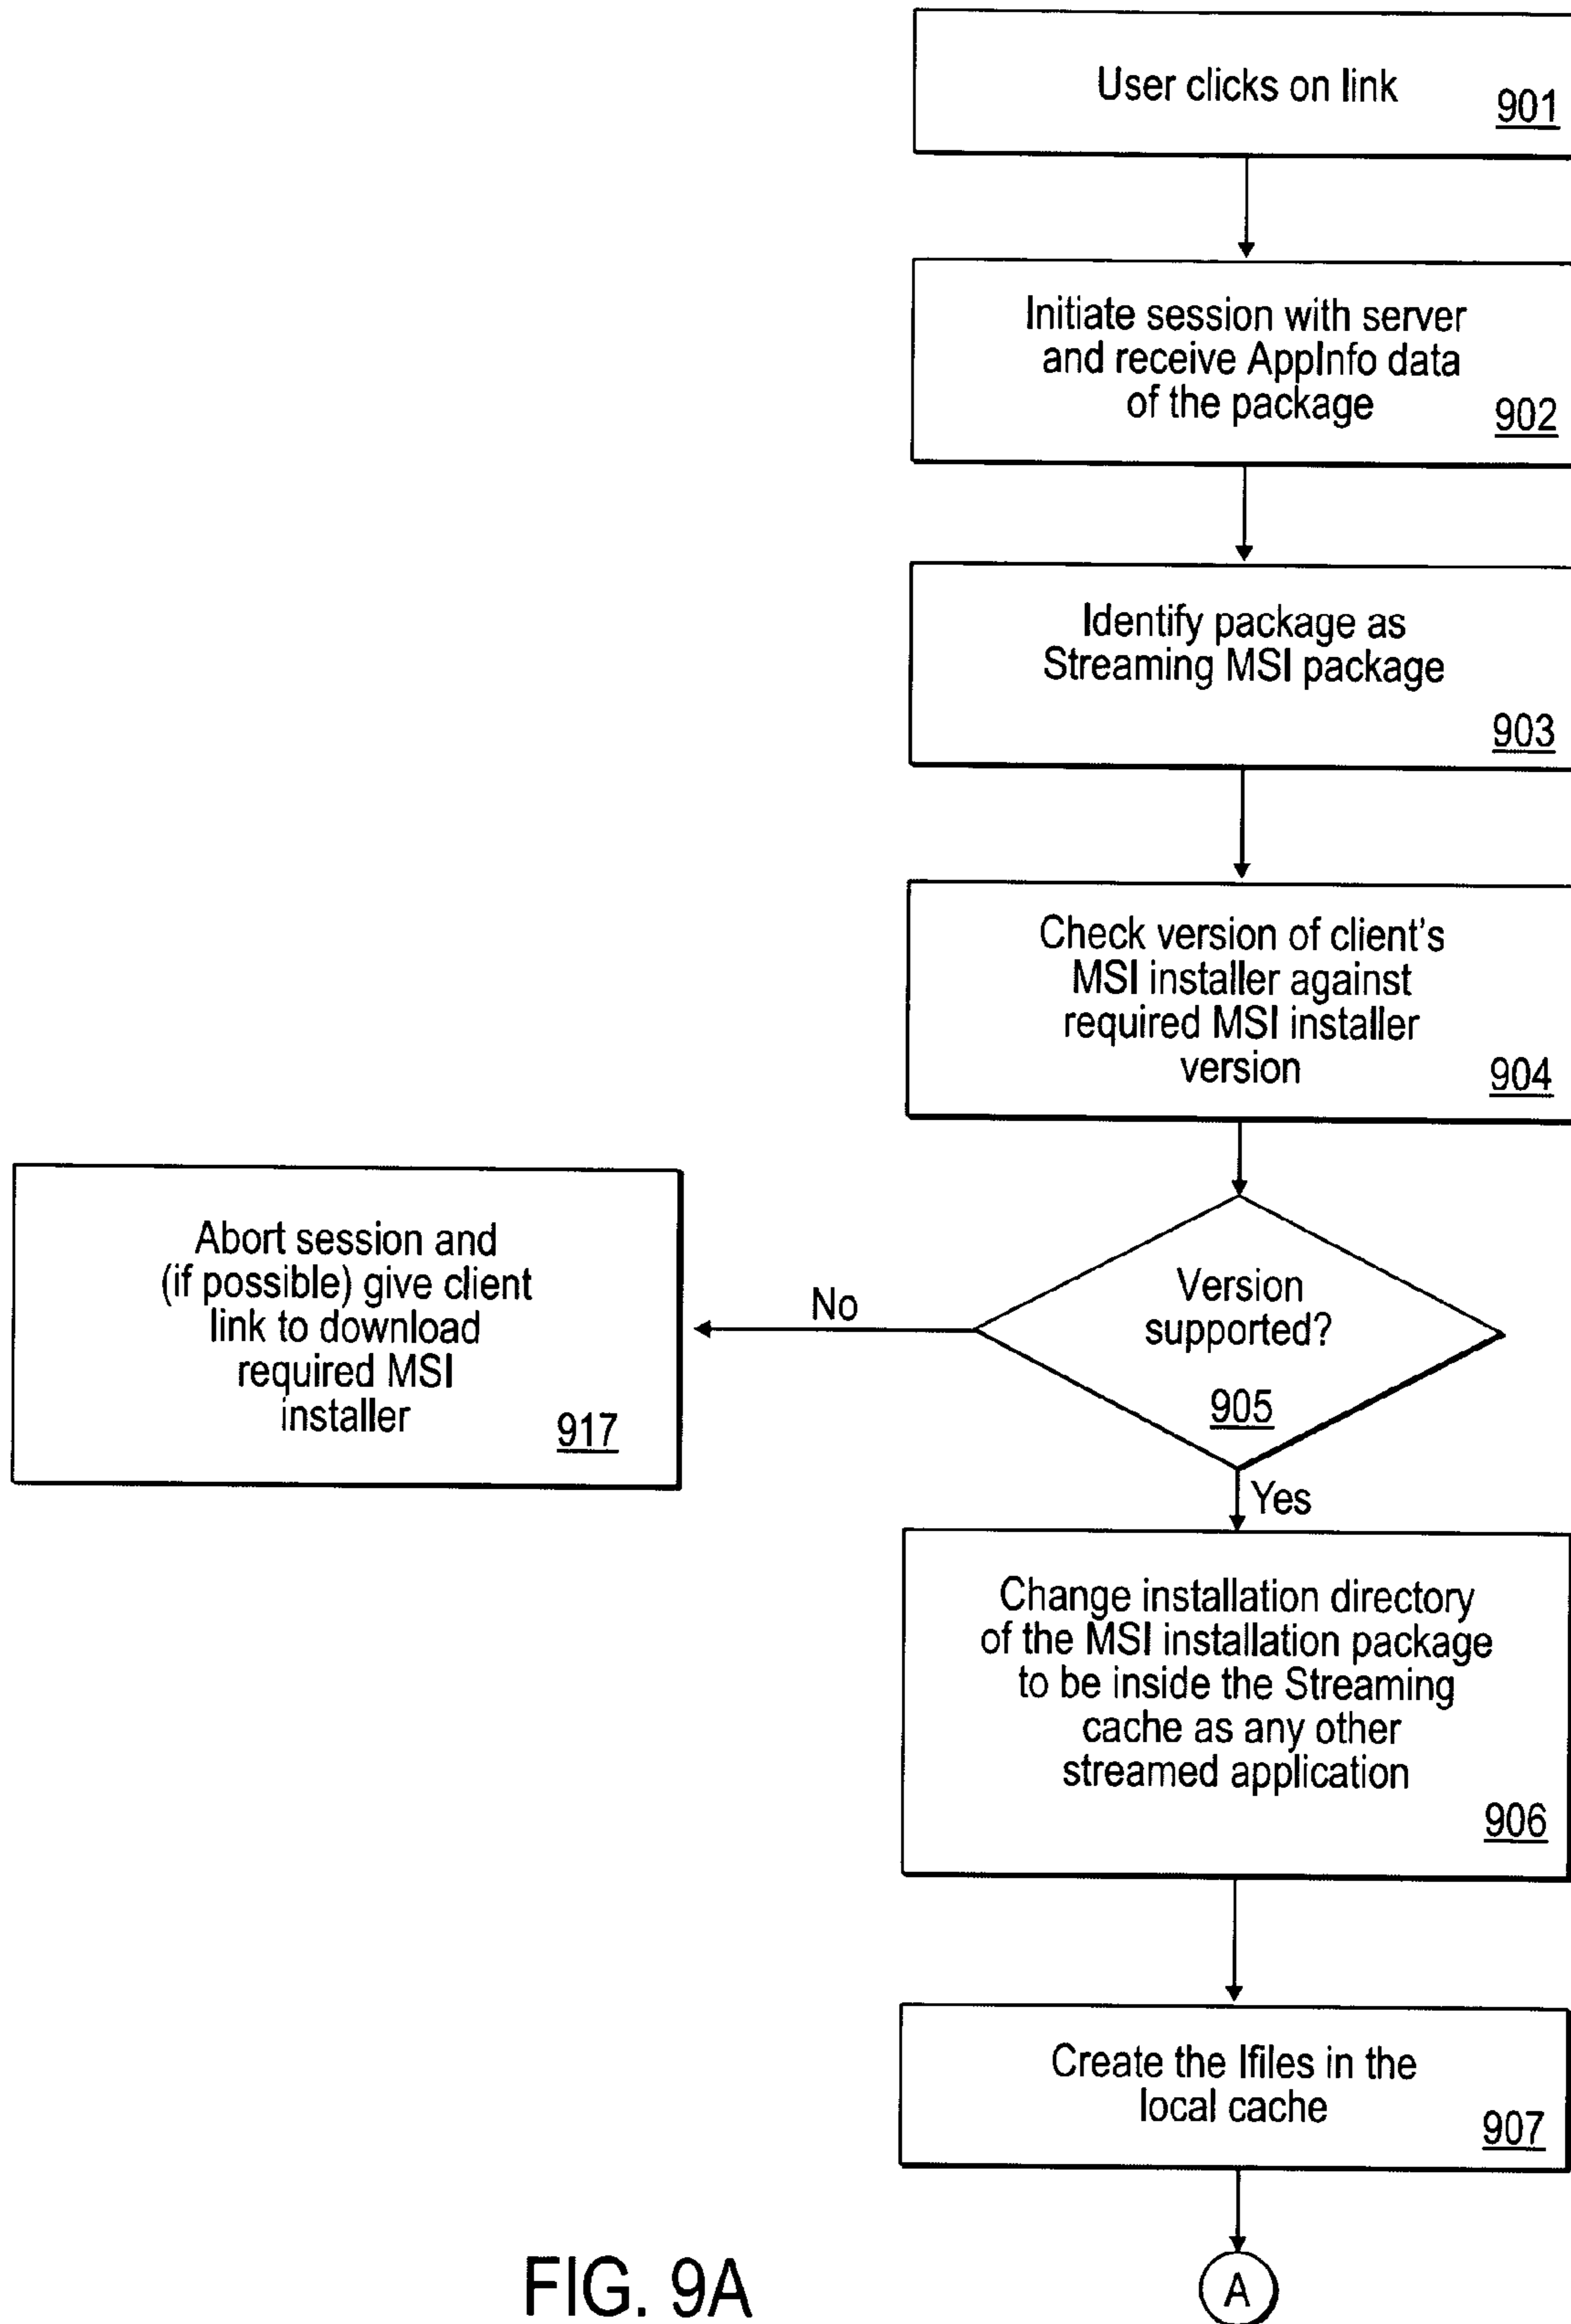 User clicks on link
901
Initiate session with server
and receive AppInfo data
of the package
902
Identify package as
Streaming MSI package
903
Check version of client's
MSI installer against
required MSI installer
version
904
Version
supported?
905
No
Abort session and
(if possible) give client
link to download
required MSI
installer
917
Yes
Change installation directory
of the MSI installation package
to be inside the Streaming
cache as any other
streamed application
906
Create the Ifiles in the
local cache
907
A
FIG. 9A